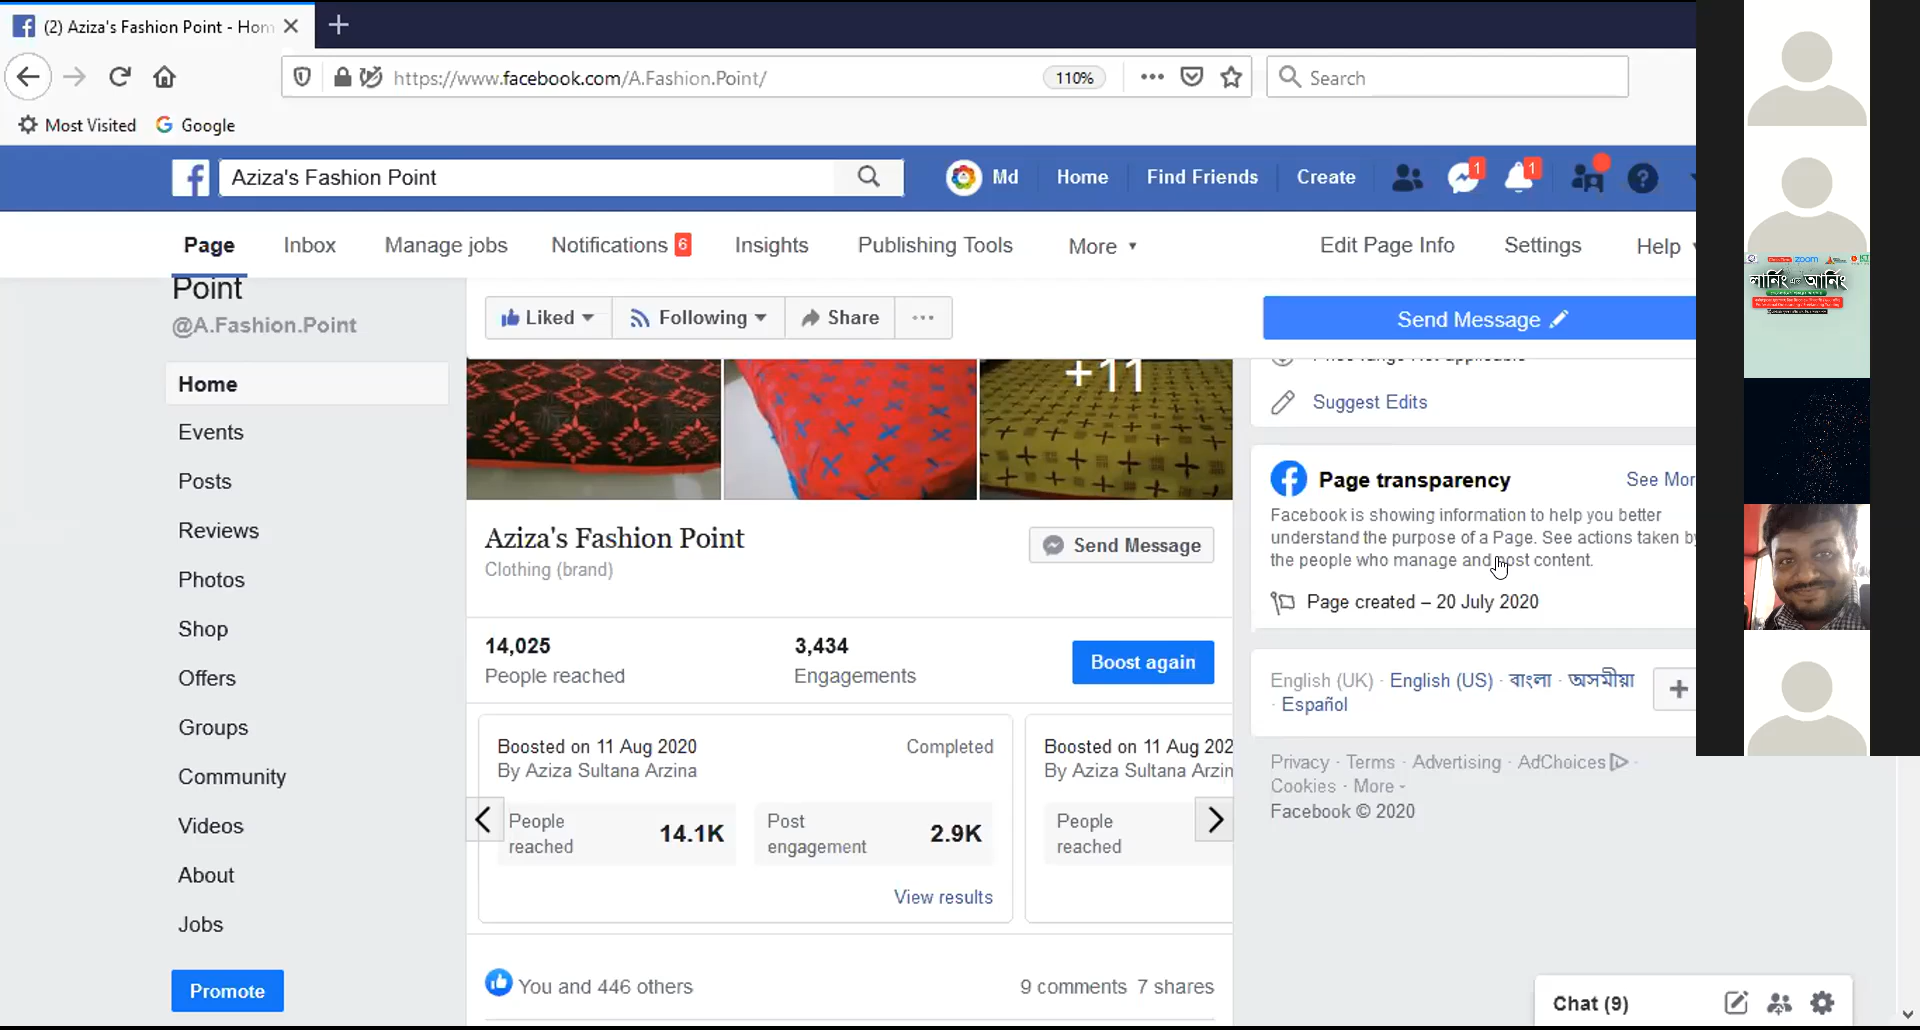 (2) Aziza's Fashion Point - Hom
https://www.facebook.com/A.Fashion.Point/
110%
Search
Most Visited
Google
Aziza's Fashion Point
Md
Home
Find Friends
Create
1
1
Page
Inbox
Manage jobs
Notifications 6
Insights
Publishing Tools
More
Edit Page Info
Settings
Help
Point
@A.Fashion.Point
Home
Events
Posts
Reviews
Photos
Shop
Offers
Groups
Community
Videos
About
Jobs
Promote
Liked
Following
Share
Send Message
+11
Aziza's Fashion Point
Clothing (brand)
Send Message
14,025
People reached
3,434
Engagements
Boost again
Boosted on 11 Aug 2020
Completed
By Aziza Sultana Arzina
People reached
14.1K
Post engagement
2.9K
View results
Boosted on 11 Aug 202
By Aziza Sultana Arzin
People reached
You and 446 others
9 comments 7 shares
Suggest Edits
Page transparency
See Mor
Facebook is showing information to help you better
understand the purpose of a Page. See actions taken by
the people who manage and post content.
Page created – 20 July 2020
English (UK) · English (US) · বাংলা · অসমীয়া
· Español
Privacy · Terms · Advertising · AdChoices ·
Cookies · More
Facebook © 2020
Chat (9)
zoom
লার্নিং এন্ড আর্নিং